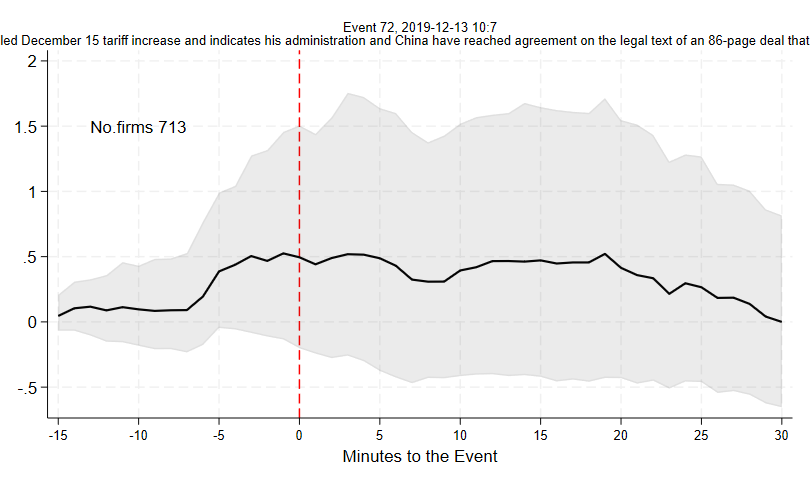 Event 72, 2019-12-13 10:7
led December 15 tariff increase and indicates his administration and China have reached agreement on the legal text of an 86-page deal that
2
1.5
1
.5
0
-.5
No.firms 713
-15 -10 -5 0 5 10 15 20 25 30
Minutes to the Event